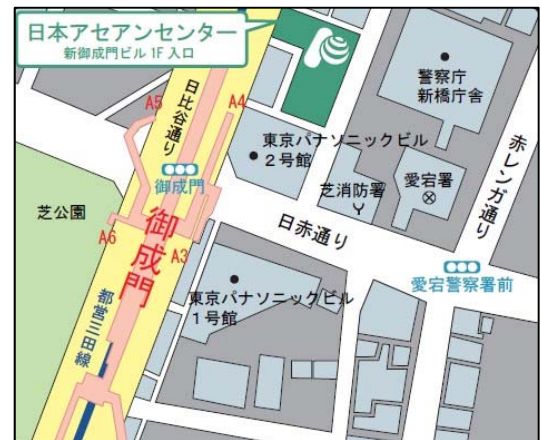 日本アセアンセンター
新御成門ビル 1F 入口
警察庁
新橋庁舎
日比谷通り
A5
A4
赤レンガ通り
東京パナソニックビル
2号館
御成門
芝消防署
愛宕署
芝公園
日赤通り
御成門
A6
A3
愛宕警察署前
東京パナソニックビル
1号館
都営三田線